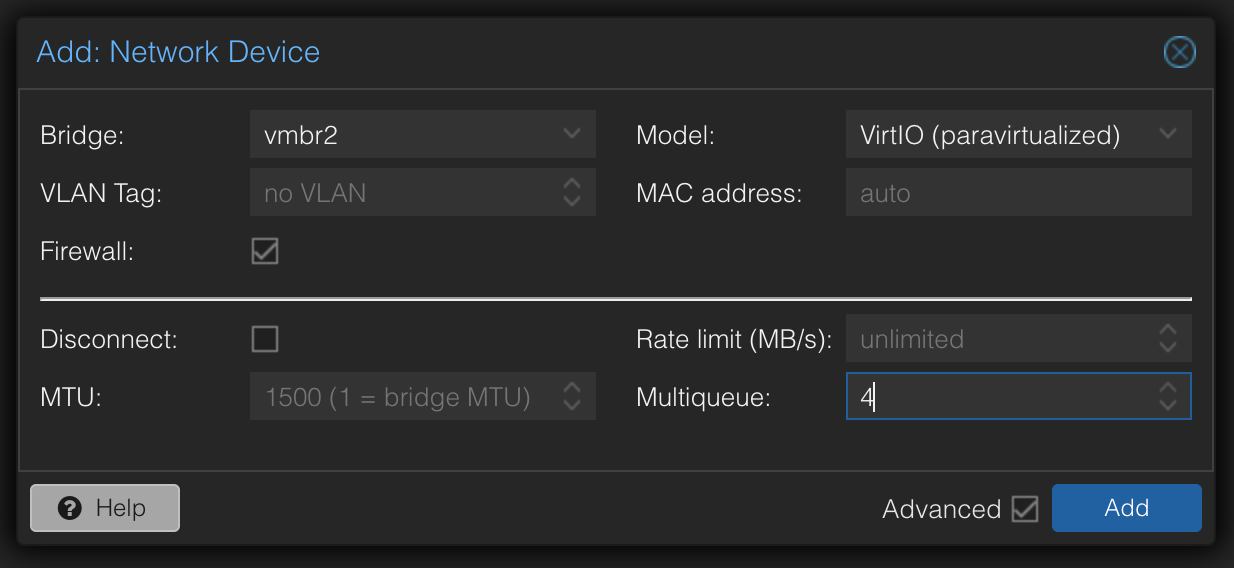 Add: Network Device
Bridge: vmbr2 Model: VirtIO (paravirtualized)
VLAN Tag: no VLAN MAC address: auto
Firewall:
Disconnect: Rate limit (MB/s): unlimited
MTU: 1500 (1 = bridge MTU) Multiqueue: 4
? Help Advanced Add